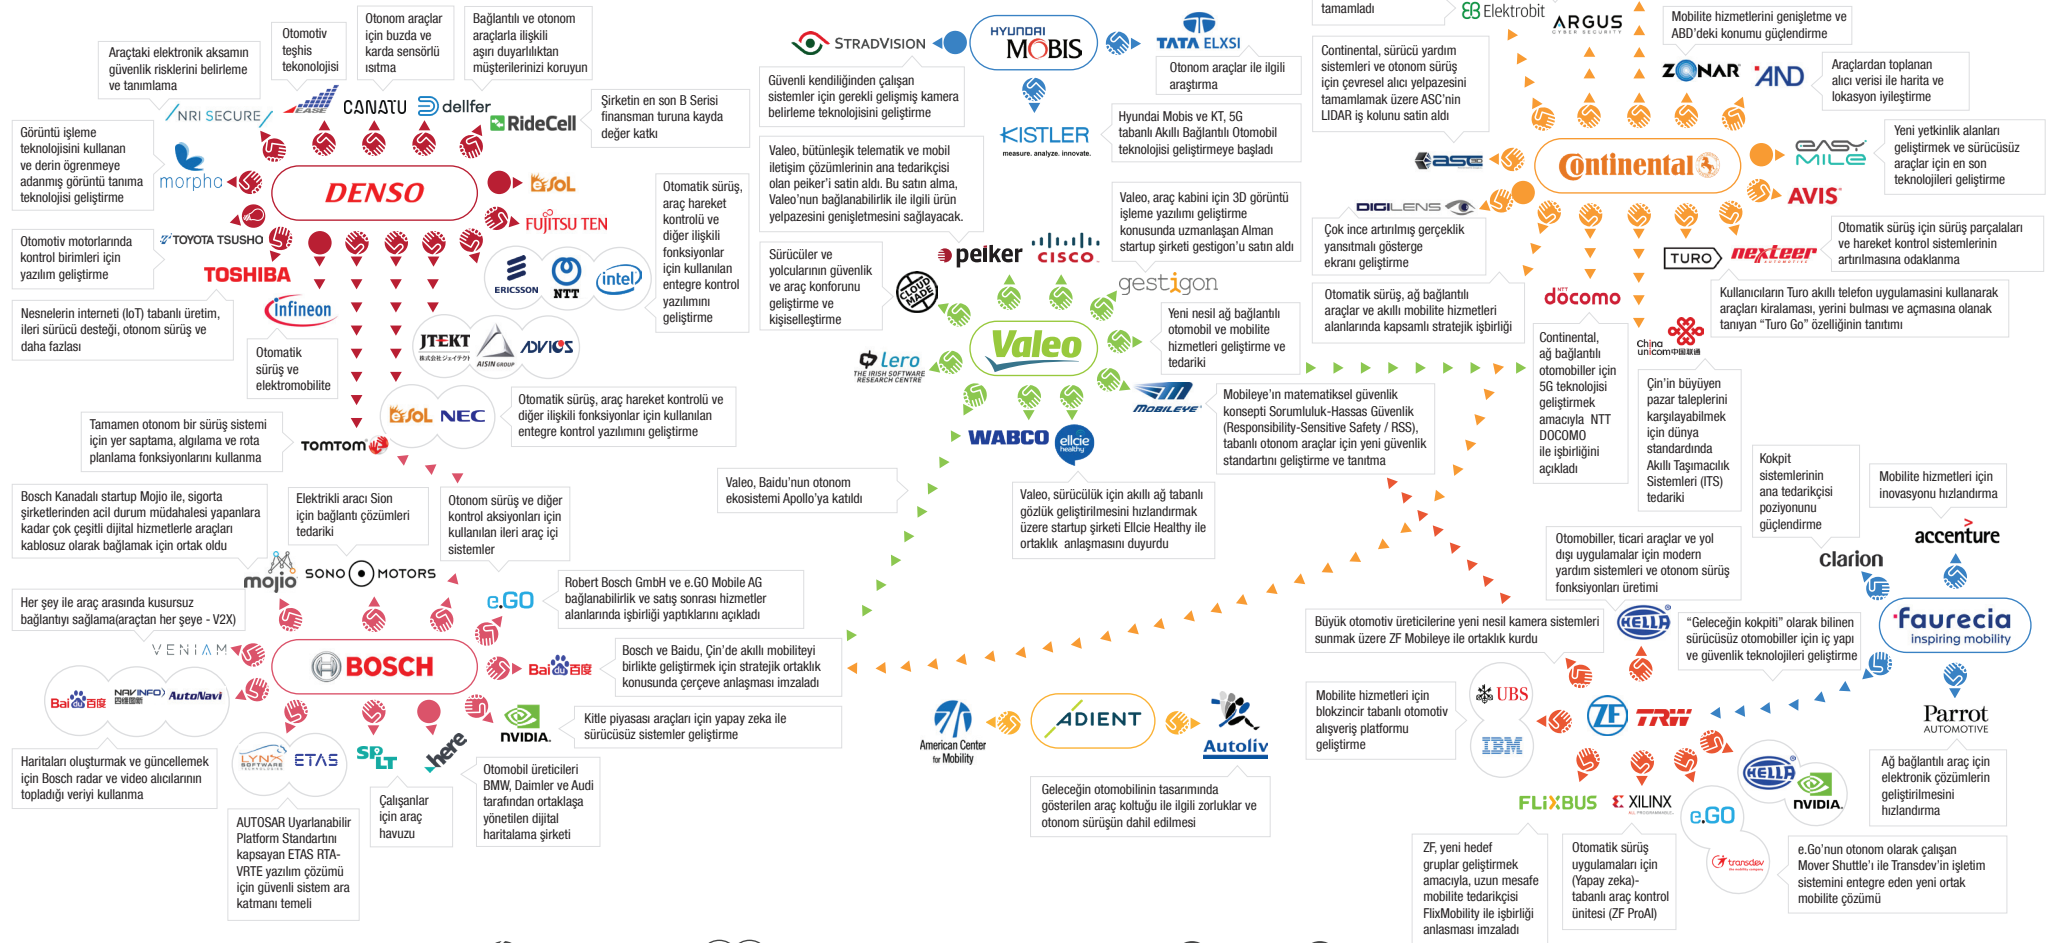 Araçtaki elektronik aksamın
güvenlik risklerini belirleme
ve tanımlama
Otomotiv
teşhis
tekonolojisi
Otonom araçlar
için buzda ve
karda sensörlü
ısıtma
Bağlantılı ve otonom
araçlarla ilişkili
aşırı duyarlılıktan
müşterilerinizi koruyun
NRI SECURE
EASE
CANATU
dellfer
RideCell
Şirketin en son B Serisi
finansman turuna kayda
değer katkı
Görüntü işleme
teknolojisini kullanan
ve derin ögrenmeye
adanmış görüntü tanıma
teknolojisi geliştirme
morpho
DENSO
eSOL
FUJITSU TEN
Otomatik sürüş,
araç hareket
kontrolü ve
diğer ilişkili
fonksiyonlar
için kullanılan
entegre kontrol
yazılımını
geliştirme
Otomotiv motorlarında
kontrol birimleri için
yazılım geliştirme
TOYOTA TSUSHO
TOSHIBA
ERICSSON
NTT
intel
Nesnelerin interneti (IoT) tabanlı üretim,
ileri sürücü desteği, otonom sürüş ve
daha fazlası
infineon
Otomatik
sürüş ve
elektromobilite
JTEKT
株式会社ジェイテクト
AISIN GROUP
ADVICS
eSOL NEC
Otomatik sürüş, araç hareket kontrolü ve
diğer ilişkili fonksiyonlar için kullanılan
entegre kontrol yazılımını geliştirme
Tamamen otonom bir sürüş sistemi
için yer saptama, algılama ve rota
planlama fonksiyonlarını kullanma
TOMTOM
Bosch Kanadalı startup Mojio ile, sigorta
şirketlerinden acil durum müdahalesi yapanlara
kadar çok çeşitli dijital hizmetlerle araçları
kablosuz olarak bağlamak için ortak oldu
Elektrikli aracı Sion
için bağlantı çözümleri
tedariki
Otonom sürüş ve diğer
kontrol aksiyonları için
kullanılan ileri araç içi
sistemler
mojio
SONO MOTORS
e.GO
Robert Bosch GmbH ve e.GO Mobile AG
bağlanabilirlik ve satış sonrası hizmetler
alanlarında işbirliği yaptıklarını açıkladı
Her şey ile araç arasında kusursuz
bağlantıyı sağlama(araçtan her şeye - V2X)
VENIAM
BOSCH
Baidu百度
Bosch ve Baidu, Çin'de akıllı mobiliteyi
birlikte geliştirmek için stratejik ortaklık
konusunda çerçeve anlaşması imzaladı
Baidu百度
NAVINFO
四维图新
AutoNavi
NVIDIA.
Kitle piyasası araçları için yapay zeka ile
sürücüsüz sistemler geliştirme
Haritaları oluşturmak ve güncellemek
için Bosch radar ve video alıcılarının
topladığı veriyi kullanma
LYNX
SOFTWARE
TECHNOLOGIES
ETAS
SPLT
here
AUTOSAR Uyarlanabilir
Platform Standartını
kapsayan ETAS RTA-
VRTE yazılım çözümü
için güvenli sistem ara
katmanı temeli
Çalışanlar
için araç
havuzu
Otomobil üreticileri
BMW, Daimler ve Audi
tarafından ortaklaşa
yönetilen dijital
haritalama şirketi
STRADVISION
HYUNDAI
MOBIS
TATA ELXSI
Güvenli kendiliğinden çalışan
sistemler için gerekli gelişmiş kamera
belirleme teknolojisini geliştirme
Otonom araçlar ile ilgili
araştırma
KISTLER
measure. analyze. innovate.
Hyundai Mobis ve KT, 5G
tabanlı Akıllı Bağlantılı Otomobil
teknolojisi geliştirmeye başladı
Valeo, bütünleşik telematik ve mobil
iletişim çözümlerinin ana tedarikçisi
olan peiker'i satin aldı. Bu satın alma,
Valeo'nun bağlanabilirlik ile ilgili ürün
yelpazesini genişletmesini sağlayacak.
Valeo, araç kabini için 3D görüntü
işleme yazılımı geliştirme
konusunda uzmanlaşan Alman
startup şirketi gestigon'u satın aldı
Sürücüler ve
yolcularının güvenlik
ve araç konforunu
geliştirme ve
kişiselleştirme
peiker
CISCO
CLOUD
MADE
gestigon
Yeni nesil ağ bağlantılı
otomobil ve mobilite
hizmetleri geliştirme ve
tedariki
Valeo
Lero
THE IRISH SOFTWARE
RESEARCH CENTRE
MOBILEYE
Mobileye'ın matematiksel güvenlik
konsepti Sorumluluk-Hassas Güvenlik
(Responsibility-Sensitive Safety / RSS),
tabanlı otonom araçlar için yeni güvenlik
standartını geliştirme ve tanıtma
WABCO
ellcie
healthy
Valeo, Baidu'nun otonom
ekosistemi Apollo'ya katıldı
Valeo, sürücülük için akıllı ağ tabanlı
gözlük geliştirilmesini hızlandırmak
üzere startup şirketi Ellcie Healthy ile
ortaklık anlaşmasını duyurdu
American Center
for Mobility
ADIENT
Autoliv
Geleceğin otomobilinin tasarımında
gösterilen araç koltuğu ile ilgili zorluklar ve
otonom sürüşün dahil edilmesi
tamamladı
Elektrobit
ARGUS
CYBER SECURITY
Mobilite hizmetlerini genişletme ve
ABD'deki konumu güçlendirme
Continental, sürücü yardım
sistemleri ve otonom sürüş
için çevresel alıcı yelpazesini
tamamlamak üzere ASC'nin
LIDAR iş kolunu satin aldı
ZONAR
AND
Araçlardan toplanan
alıcı verisi ile harita ve
lokasyon iyileştirme
asc
Continental
EASY
MILE
Yeni yetkinlik alanları
geliştirmek ve sürücüsüz
araçlar için en son
teknolojileri geliştirme
DIGILENS
AVIS
Çok ince artırılmış gerçeklik
yansıtmalı gösterge
ekranı geliştirme
TURO
nexteer
AUTOMOTIVE
Otomatik sürüş için sürüş parçaları
ve hareket kontrol sistemlerinin
artırılmasına odaklanma
Otomatik sürüş, ağ bağlantılı
araçlar ve akıllı mobilite hizmetleri
alanlarında kapsamlı stratejik işbirliği
NTT
docomo
Kullanıcıların Turo akıllı telefon uygulamasini kullanarak
araçları kiralaması, yerini bulması ve açmasına olanak
tanıyan “Turo Go” özelliğinin tanıtımı
China
unicom中国联通
Continental,
ağ bağlantılı
otomobiller için
5G teknolojisi
geliştirmek
amacıyla NTT
DOCOMO
ile işbirliğini
açıkladı
Çin'in büyüyen
pazar taleplerini
karşılayabilmek
için dünya
standardında
Akıllı Taşımacılık
Sistemleri (ITS)
tedariki
Kokpit
sistemlerinin
ana tedarikçisi
poziyonunu
güçlendirme
Mobilite hizmetleri için
inovasyonu hızlandırma
accenture
Clarion
Otomobiller, ticari araçlar ve yol
dışı uygulamalar için modern
yardım sistemleri ve otonom sürüş
fonksiyonları üretimi
faurecia
inspiring mobility
Büyük otomotiv üreticilerine yeni nesil kamera sistemleri
sunmak üzere ZF Mobileye ile ortaklık kurdu
HELLA
“Geleceğin kokpiti” olarak bilinen
sürücüsüz otomobiller için iç yapı
ve güvenlik teknolojileri geliştirme
Mobilite hizmetleri için
blokzincir tabanlı otomotiv
alışveriş platformu
geliştirme
UBS
IBM
ZF TRW
Parrot
AUTOMOTIVE
Ağ bağlantılı araç için
elektronik çözümlerin
geliştirilmesini
hızlandırma
FLiXBUS
XILINX
ALL PROGRAMMABLE
HELLA
NVIDIA.
e.GO
transdev
the mobility company
ZF, yeni hedef
gruplar geliştirmek
amacıyla, uzun mesafe
mobilite tedarikçisi
FlixMobility ile işbirliği
anlasması imzaladı
Otomatik sürüş
uygulamaları için
(Yapay zeka)-
tabanlı araç kontrol
ünitesi (ZF ProAI)
e.Go'nun otonom olarak çalışan
Mover Shuttle'ı ile Transdev'in işletim
sistemini entegre eden yeni ortak
mobilite çözümü